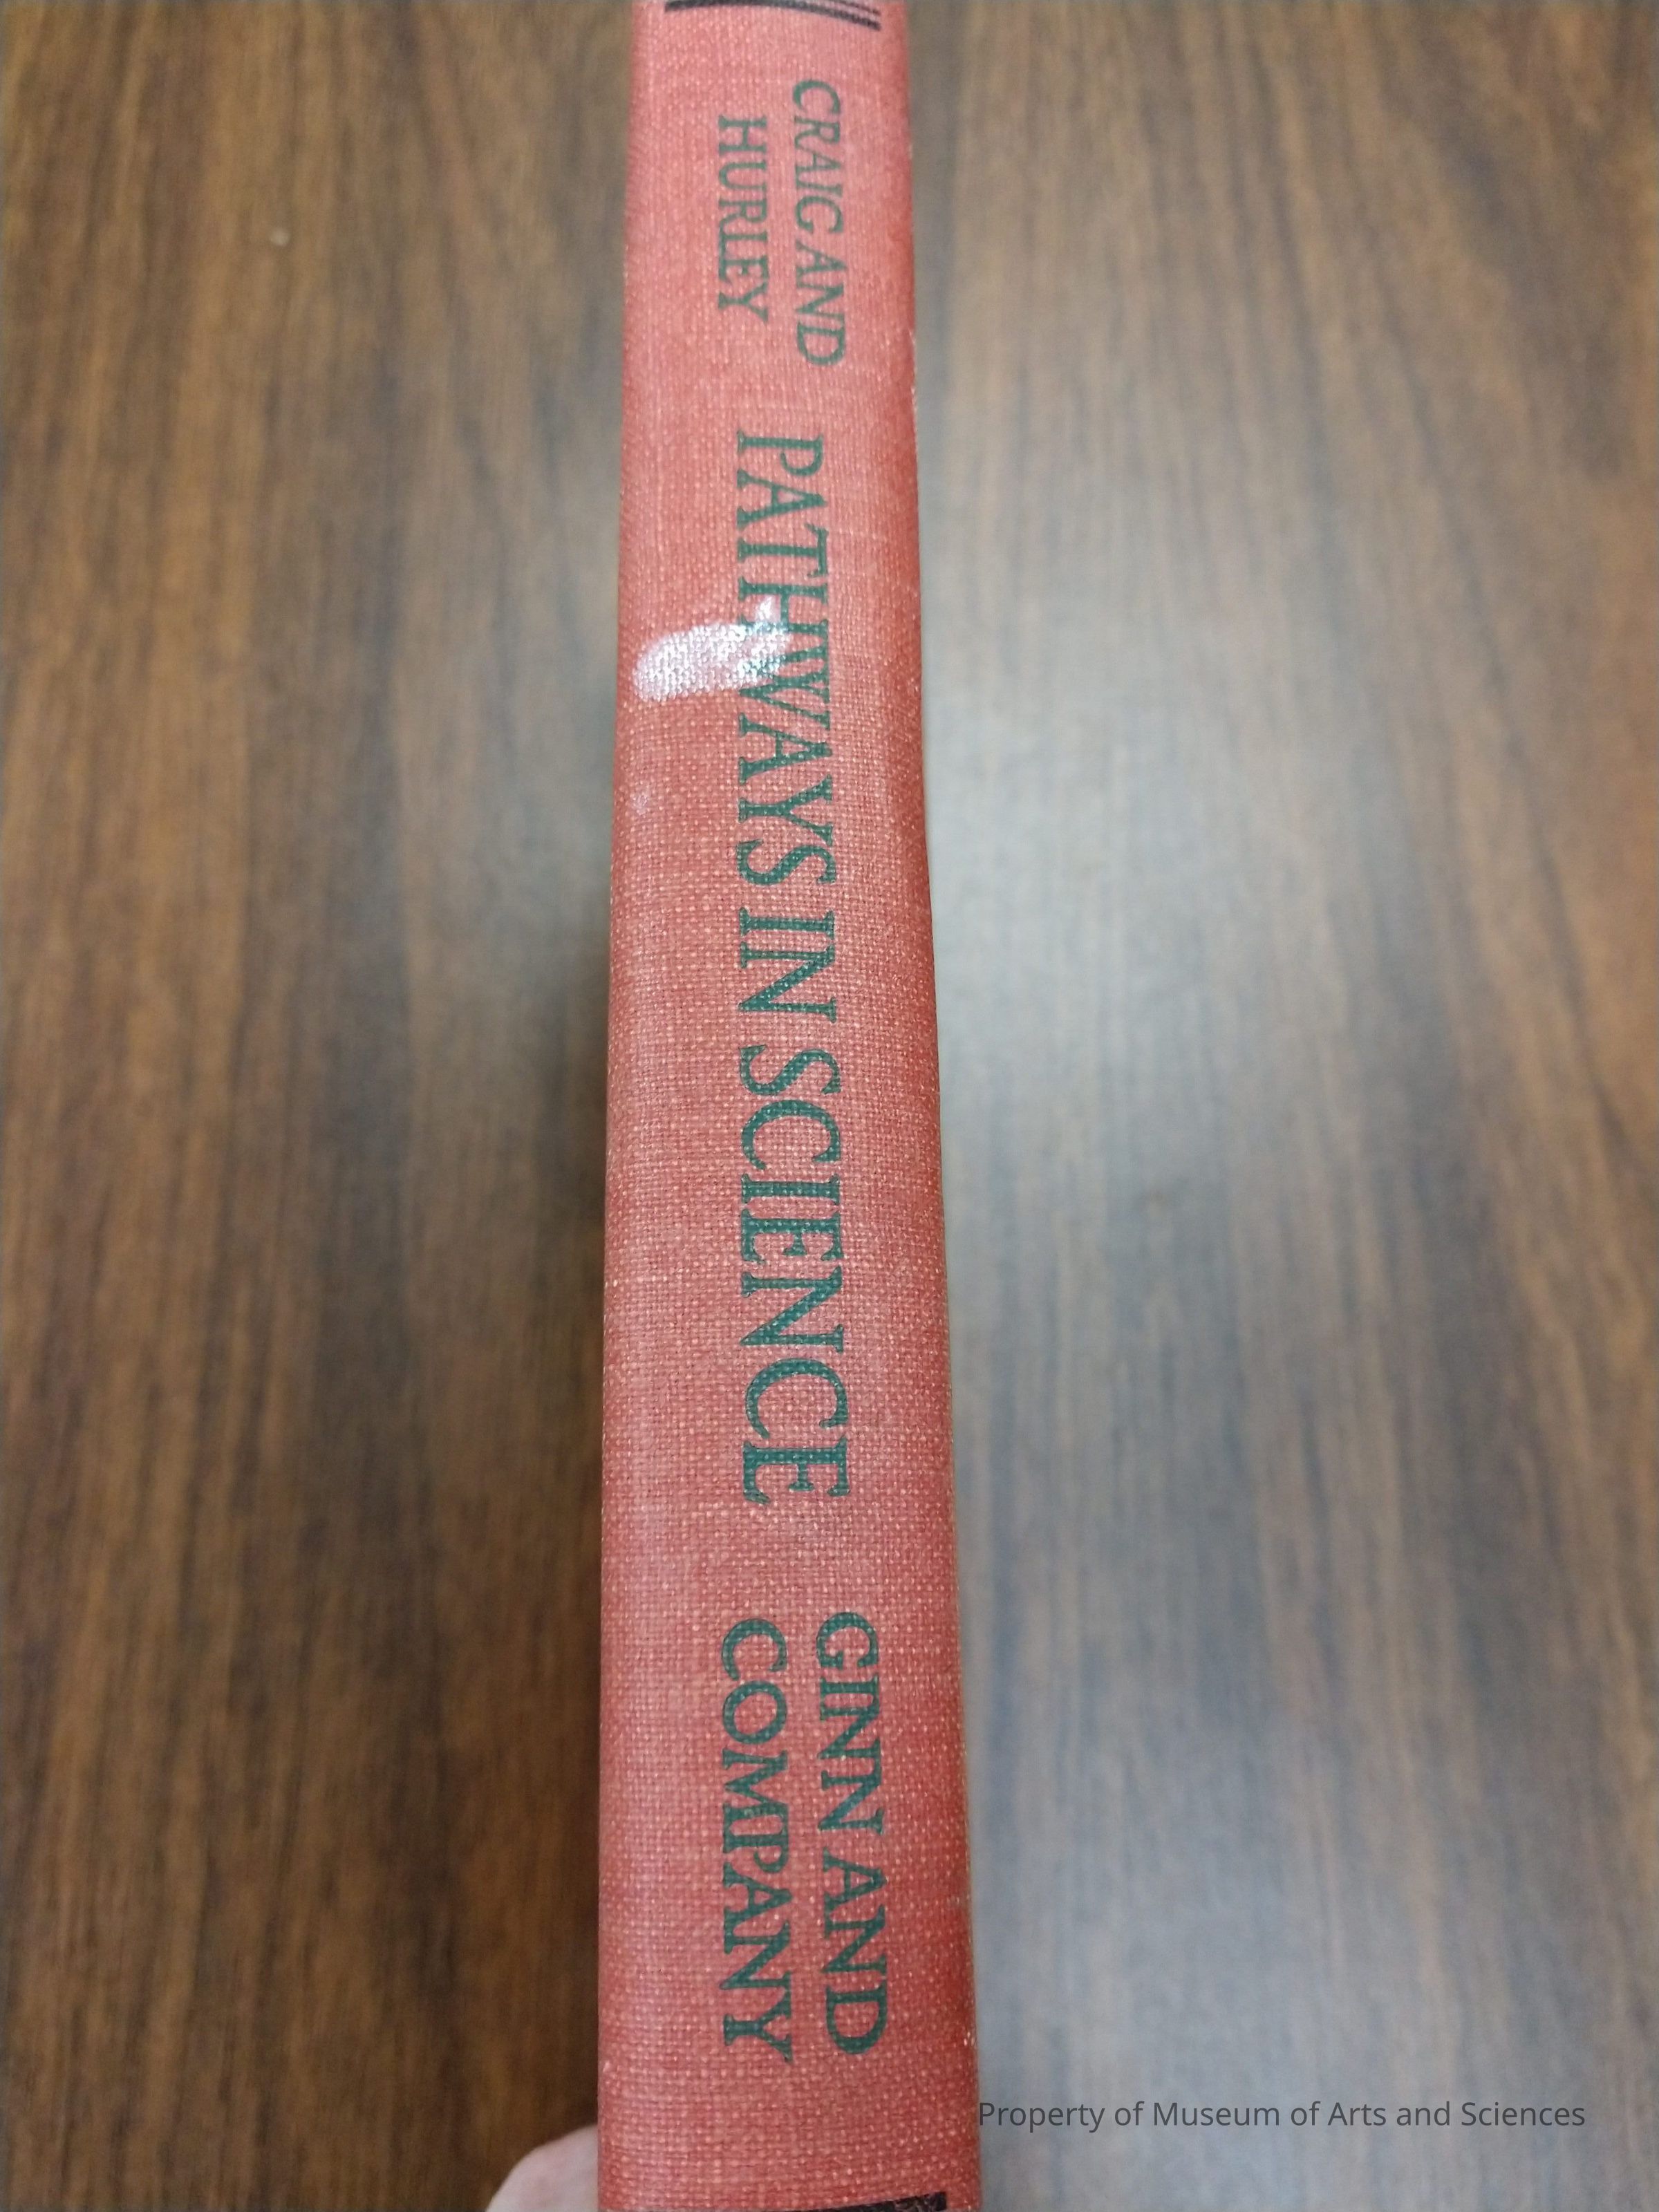 CRAIG AND
HURLEY
PATHWAYS IN SCIENCE
GINN AND
COMPANY
Property of Museum of Arts and Sciences